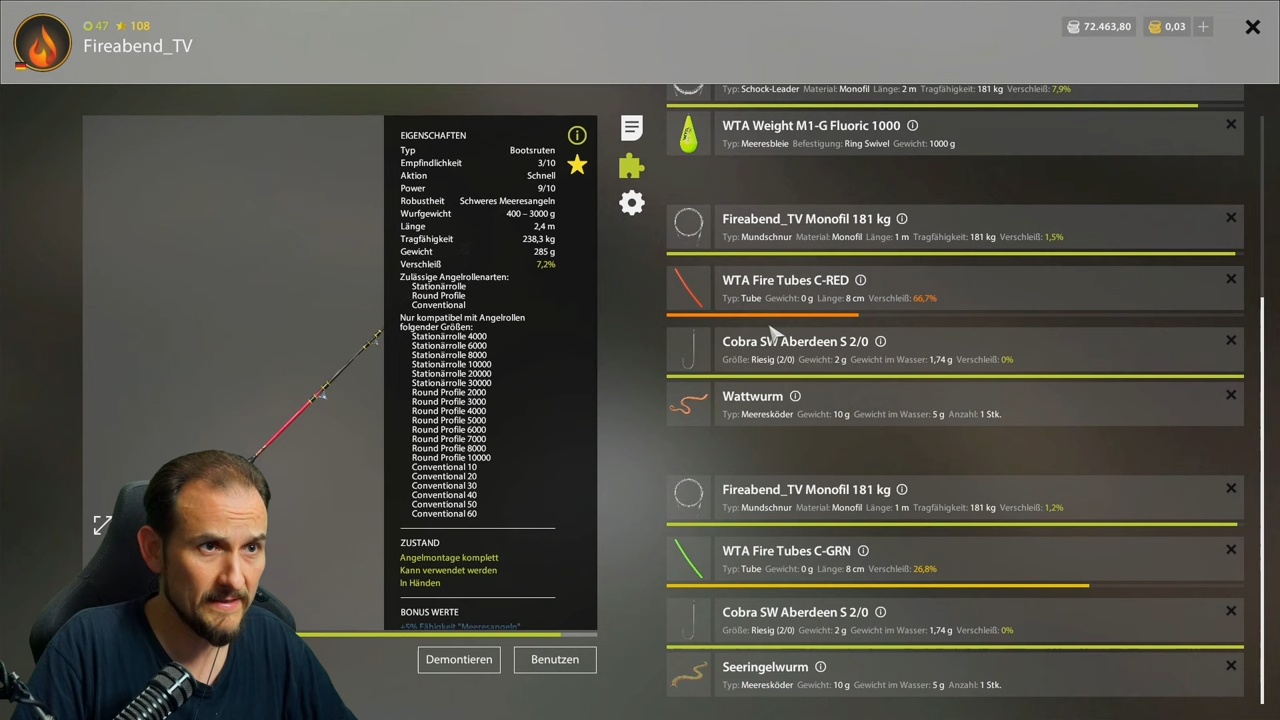 47 108
Fireabend_TV
72.463,80 0,03 +
EIGENSCHAFTEN
Typ Bootsruten
Empfindlichkeit 3/10
Aktion Schnell
Power 9/10
Robustheit Schweres Meeresangeln
Wurfgewicht 400 – 3000 g
Länge 2,4 m
Tragfähigkeit 238,3 kg
Gewicht 285 g
Verschleiß 7,2%
Zulässige Angelrollenarten:
Stationärrolle
Round Profile
Conventional
Nur kompatibel mit Angelrollen
folgender Größen:
Stationärrolle 4000
Stationärrolle 6000
Stationärrolle 8000
Stationärrolle 10000
Stationärrolle 20000
Stationärrolle 30000
Round Profile 2000
Round Profile 3000
Round Profile 4000
Round Profile 5000
Round Profile 6000
Round Profile 7000
Round Profile 8000
Round Profile 10000
Conventional 10
Conventional 20
Conventional 30
Conventional 40
Conventional 50
Conventional 60
ZUSTAND
Angelmontage komplett
Kann verwendet werden
In Händen
BONUS WERTE
+5% Fähigkeit "Meeresangeln"
Demontieren Benutzen
Typ: Schock-Leader Material: Monofil Länge: 2 m Tragfähigkeit: 181 kg Verschleiß: 7,9%
WTA Weight M1-G Fluoric 1000
Typ: Meeresbleie Befestigung: Ring Swivel Gewicht: 1000 g
Fireabend_TV Monofil 181 kg
Typ: Mundschnur Material: Monofil Länge: 1 m Tragfähigkeit: 181 kg Verschleiß: 1,5%
WTA Fire Tubes C-RED
Typ: Tube Gewicht: 0 g Länge: 8 cm Verschleiß: 66,7%
Cobra SW Aberdeen S 2/0
Größe: Riesig (2/0) Gewicht: 2 g Gewicht im Wasser: 1,74 g Verschleiß: 0%
Wattwurm
Typ: Meeresköder Gewicht: 10 g Gewicht im Wasser: 5 g Anzahl: 1 Stk.
Fireabend_TV Monofil 181 kg
Typ: Mundschnur Material: Monofil Länge: 1 m Tragfähigkeit: 181 kg Verschleiß: 1,2%
WTA Fire Tubes C-GRN
Typ: Tube Gewicht: 0 g Länge: 8 cm Verschleiß: 26,8%
Cobra SW Aberdeen S 2/0
Größe: Riesig (2/0) Gewicht: 2 g Gewicht im Wasser: 1,74 g Verschleiß: 0%
Seeringelwurm
Typ: Meeresköder Gewicht: 10 g Gewicht im Wasser: 5 g Anzahl: 1 Stk.